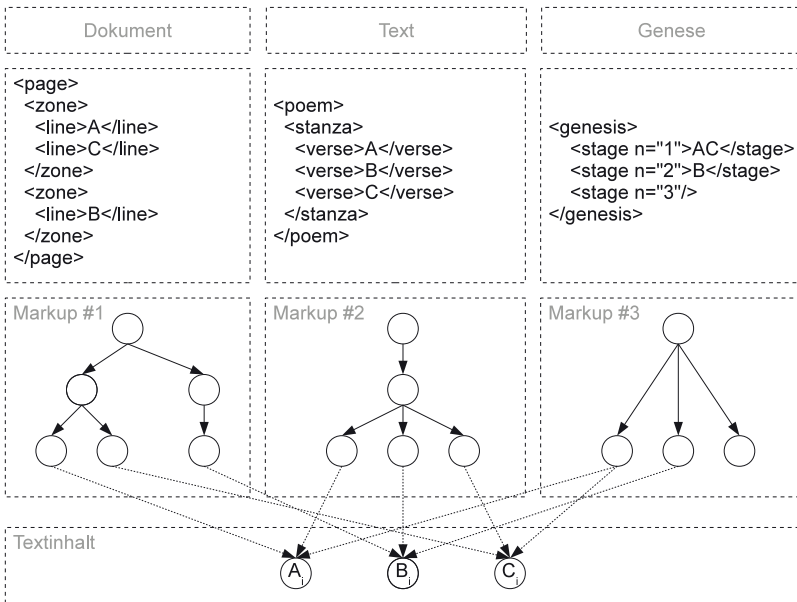 Dokument
Text
Genese
<page>
<zone>
<line>A</line>
<line>C</line>
</zone>
<zone>
<line>B</line>
</zone>
</page>
<poem>
<stanza>
<verse>A</verse>
<verse>B</verse>
<verse>C</verse>
</stanza>
</poem>
<genesis>
<stage n="1">AC</stage>
<stage n="2">B</stage>
<stage n="3"/>
</genesis>
Markup #1
Markup #2
Markup #3
Textinhalt
Ai
Bi
Ci